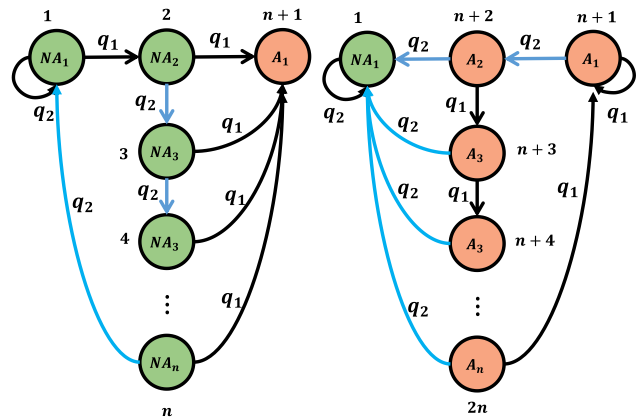 1 2 n + 1 1 n + 2 n + 1
q₁ q₁ q₂ q₂
NA₁ NA₂ A₁ NA₁ A₂ A₁
q₂ q₂ q₁ q₂ q₂ q₁ q₁
3 NA₃ A₃ n + 3
q₂ q₂ q₁ q₂ q₁ q₁
4 NA₃ A₃ n + 4
⋮ q₁ q₂ ⋮
NAₙ Aₙ
n 2n